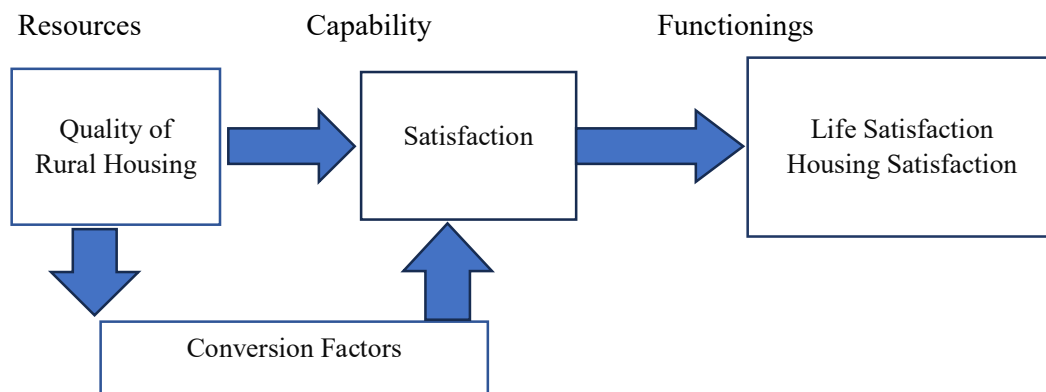 Resources
Capability
Functionings
Quality of
Rural Housing
Satisfaction
Life Satisfaction
Housing Satisfaction
Conversion Factors